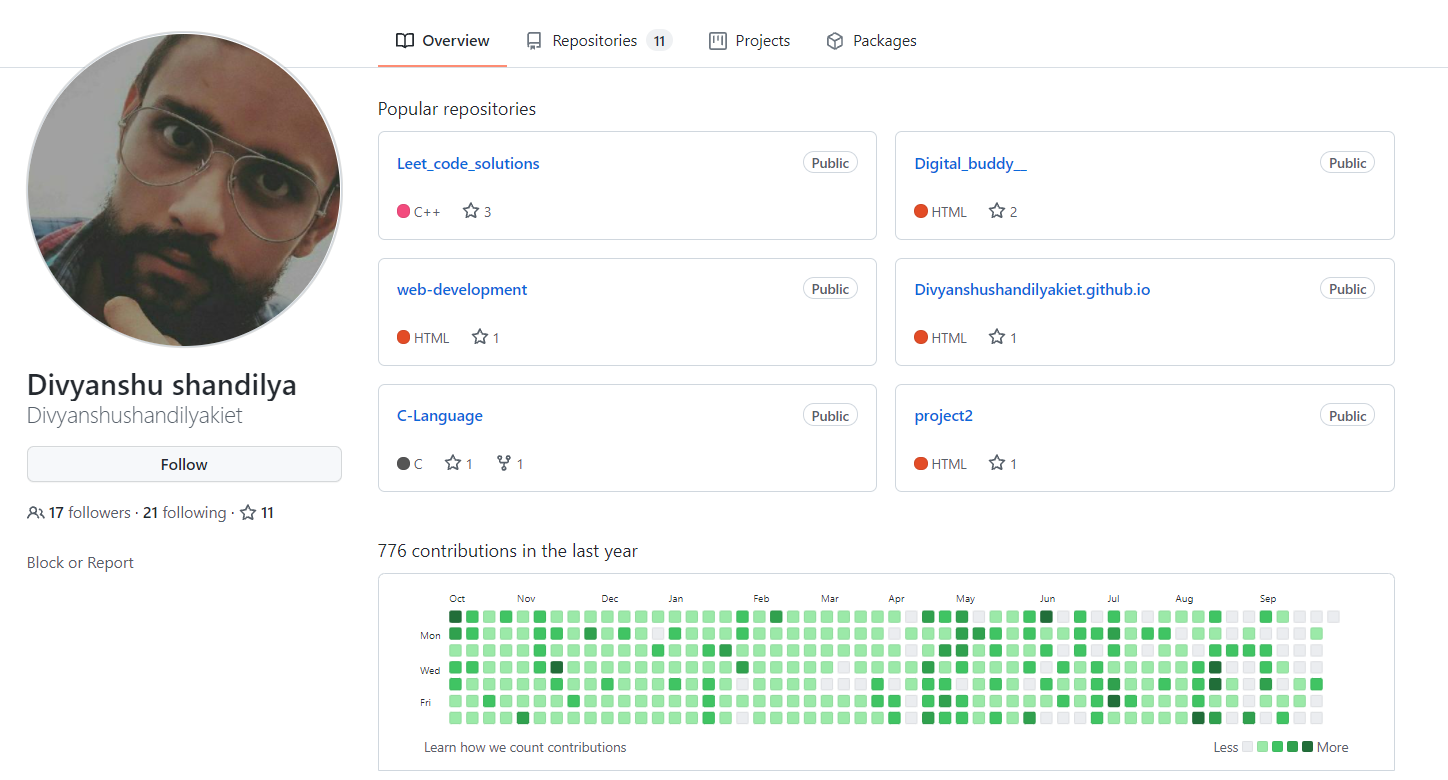 Overview Repositories 11 Projects Packages
Popular repositories
Leet_code_solutions Public
C++ 3
Digital_buddy__ Public
HTML 2
web-development Public
HTML 1
Divyanshushandilyakiet.github.io Public
HTML 1
C-Language Public
C 1 1
project2 Public
HTML 1
Divyanshu shandilya
Divyanshushandilyakiet
Follow
17 followers · 21 following · 11
Block or Report
776 contributions in the last year
Oct Nov Dec Jan Feb Mar Apr May Jun Jul Aug Sep
Mon
Wed
Fri
Learn how we count contributions
Less More